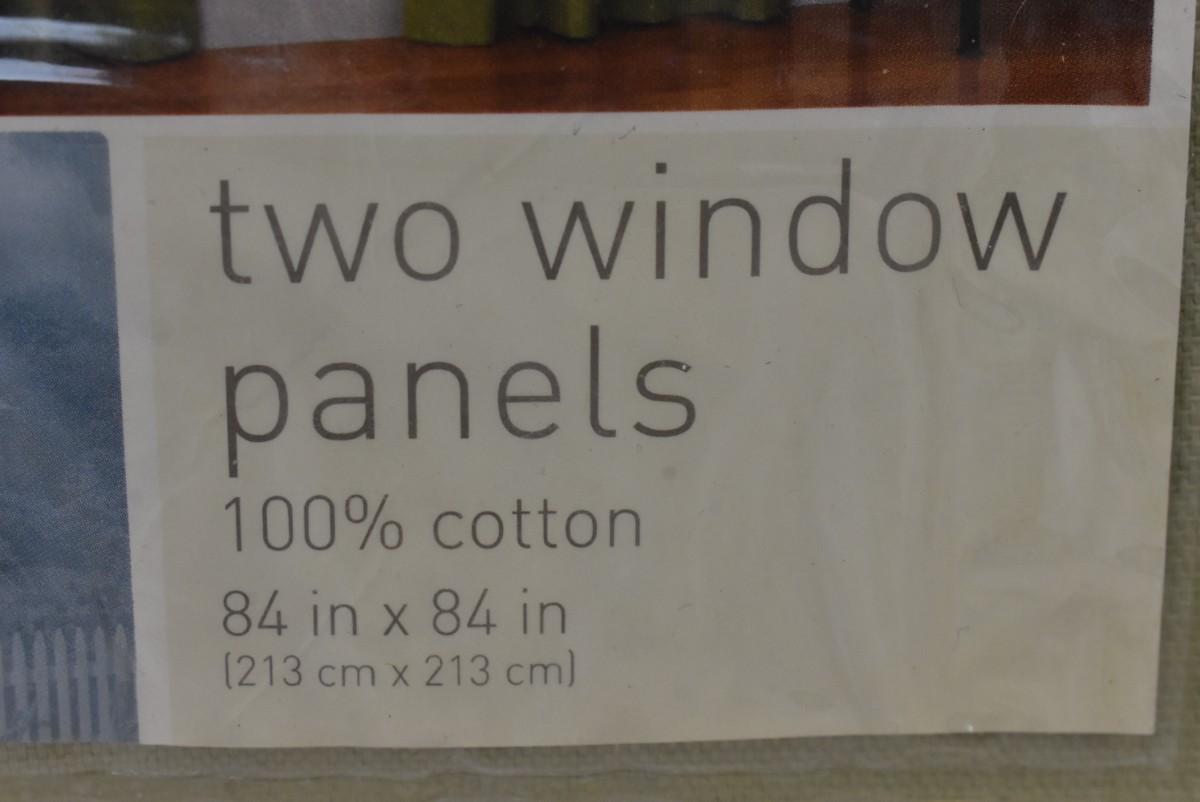 two window
panels
100% cotton
84 in x 84 in
(213 cm x 213 cm)